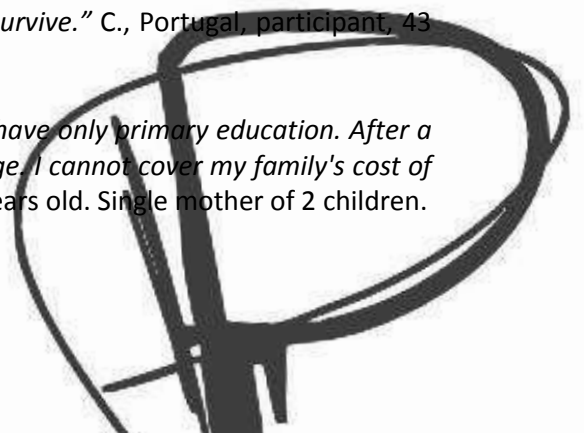 survive.” C., Portugal, participant, 43
have only primary education. After a
ge. I cannot cover my family's cost of
ears old. Single mother of 2 children.